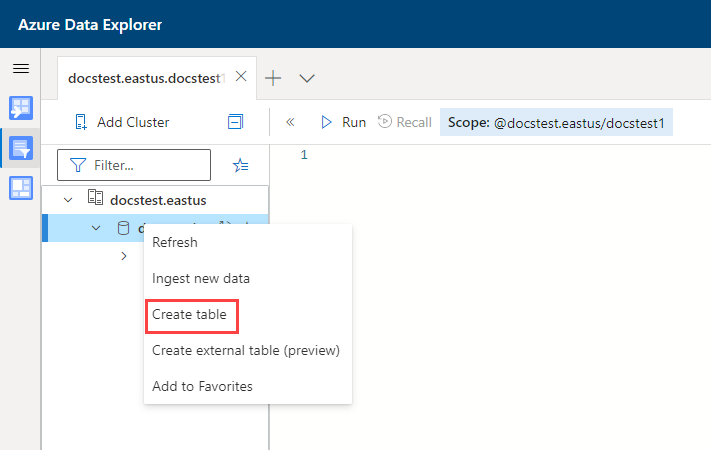 Azure Data Explorer
docstest.eastus.docstest1
Add Cluster
Run
Recall
Scope: @docstest.eastus/docstest1
Filter...
1
docstest.eastus
Refresh
Ingest new data
Create table
Create external table (preview)
Add to Favorites